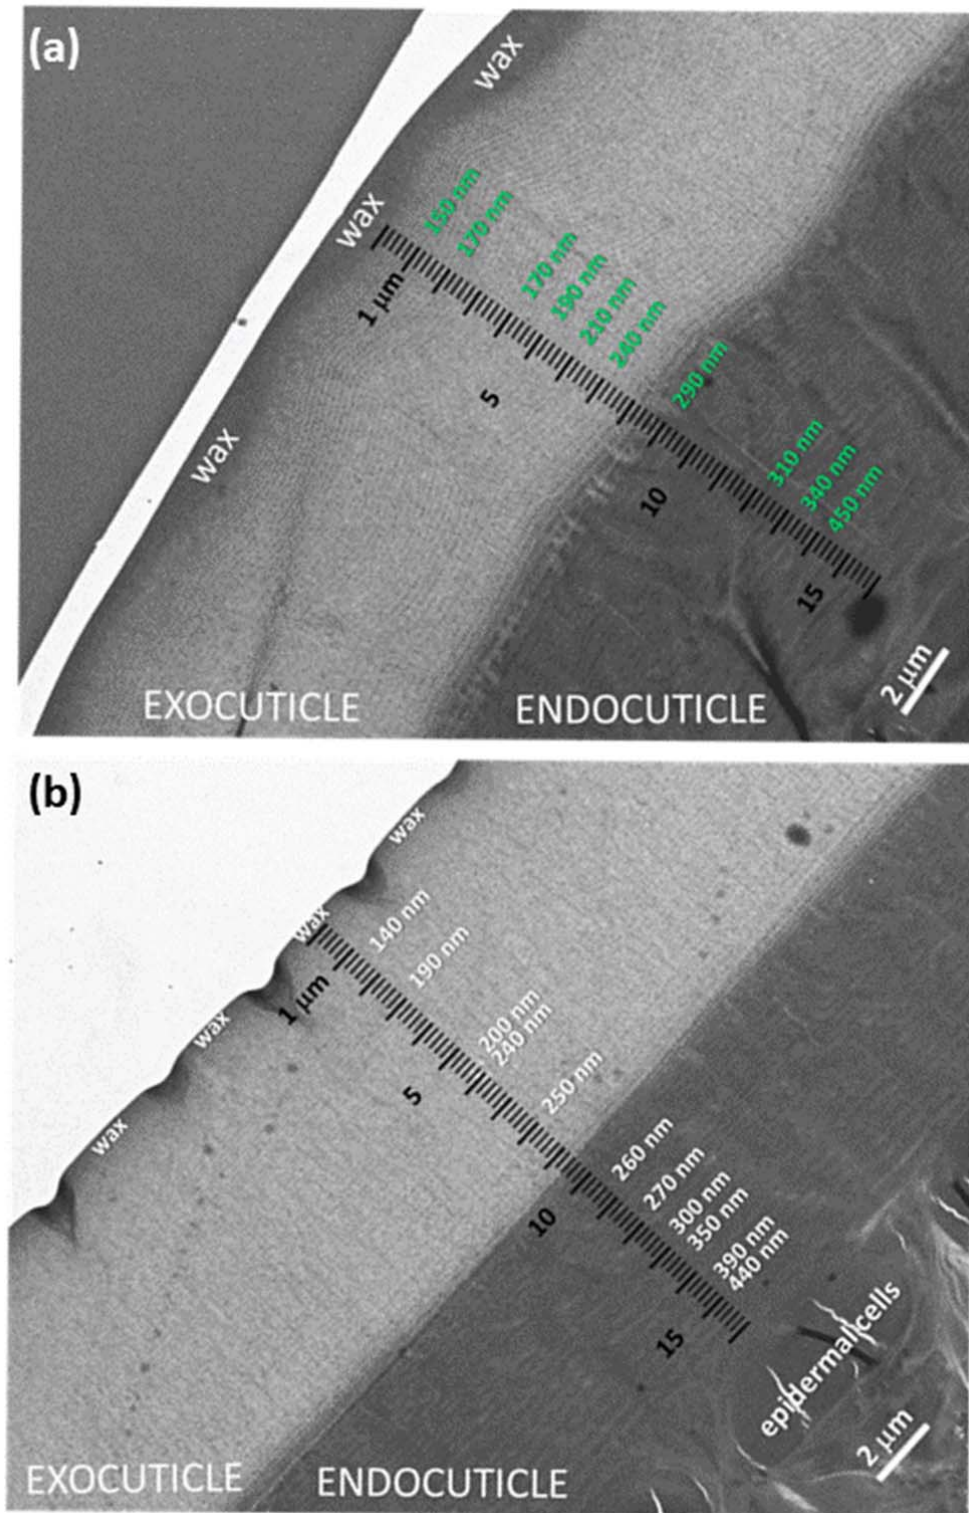 (a)
wax
wax
wax
150 nm
170 nm
170 nm
190 nm
210 nm
240 nm
290 nm
310 nm
340 nm
450 nm
1 µm
5
10
15
2 µm
EXOCUTICLE
ENDOCUTICLE
(b)
wax
wax
wax
wax
140 nm
190 nm
200 nm
240 nm
250 nm
260 nm
270 nm
300 nm
350 nm
390 nm
440 nm
1 µm
5
10
15
epidermal cells
2 µm
EXOCUTICLE
ENDOCUTICLE